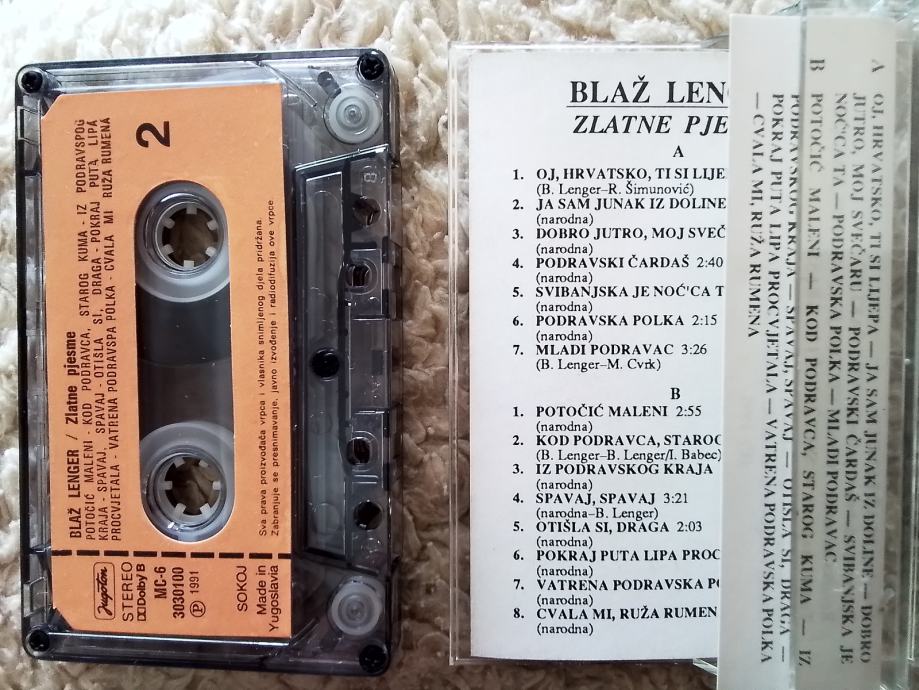 2
BLAŽ LENGER / Zlatne pjesme
POTOČIĆ MALENI - KOD PODRAVCA, STAROG KUMA - IZ PODRAVSPOG
KRAJA - SPAVAJ, SPAVAJ - OTIŠLA SI, DRAGA - POKRAJ PUTA LIPA
PROCVJETALA - VATRENA PODRAVSPA POLKA - CVALA MI RUŽA RUMENA
Sva prava proizvođača vrpce i vlasnika snimljenog djela pridržana.
Zabranjuje se presnimavanje, javno izvođenje i radiodifuzija ove vrpce
Jugoton
STEREO
Dolby B
MC-6
3030100
℗ 1991
SOKOJ
Made in
Yugoslavia
BLAŽ LENG
ZLATNE PJE
A
1. OJ, HRVATSKO, TI SI LIJE
(B. Lenger–R. Šimunović)
2. JA SAM JUNAK IZ DOLINE
(narodna)
3. DOBRO JUTRO, MOJ SVEČ
(narodna)
4. PODRAVSKI ČARDAŠ 2:40
(narodna)
5. SVIBANJSKA JE NOĆ'CA T
(narodna)
6. PODRAVSKA POLKA 2:15
(narodna)
7. MLADI PODRAVAC 3:26
(B. Lenger–M. Cvrk)
B
1. POTOČIĆ MALENI 2:55
(narodna)
2. KOD PODRAVCA, STAROG
(B. Lenger–B. Lenger/I. Babec)
3. IZ PODRAVSKOG KRAJA
(narodna)
4. SPAVAJ, SPAVAJ 3:21
(narodna–B. Lenger)
5. OTIŠLA SI, DRAGA 2:03
(narodna)
6. POKRAJ PUTA LIPA PROC
(narodna)
7. VATRENA PODRAVSKA PO
(narodna)
8. CVALA MI, RUŽA RUMEN
(narodna)
A OJ, HRVATSKO, TI SI LIJEPA — JA SAM JUNAK IZ DOLINE — DOBRO
JUTRO, MOJ SVEČARU — PODRAVSKI ČARDAŠ — SVIBANJSKA JE
NOĆ'CA TA — PODRAVSKA POLKA — MLADI PODRAVAC
B POTOČIĆ MALENI — KOD PODRAVCA, STAROG KUMA — IZ
PODRAVSKOG KRAJA — SPAVAJ, SPAVAJ — OTIŠLA SI, DRAGA —
POKRAJ PUTA LIPA PROCVJETALA — VATRENA PODRAVSKA POLKA
— CVALA MI, RUŽA RUMENA